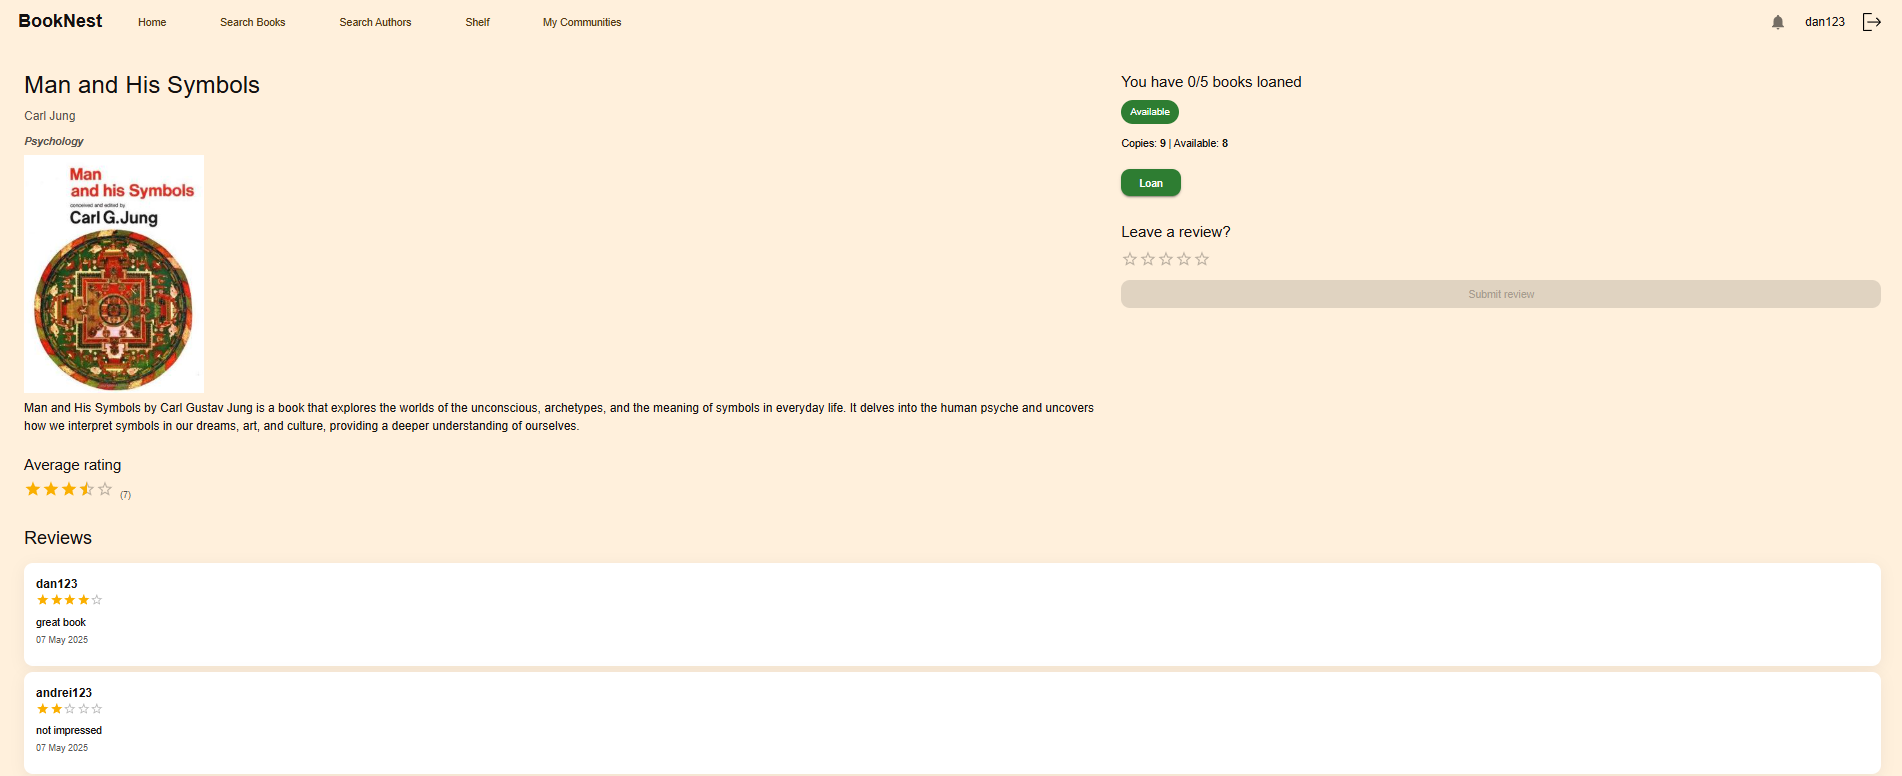 BookNest
Home
Search Books
Search Authors
Shelf
My Communities
dan123
Man and His Symbols
Carl Jung
Psychology
Man
and his Symbols
conceived and edited by
Carl G.Jung
Man and His Symbols by Carl Gustav Jung is a book that explores the worlds of the unconscious, archetypes, and the meaning of symbols in everyday life. It delves into the human psyche and uncovers
how we interpret symbols in our dreams, art, and culture, providing a deeper understanding of ourselves.
Average rating
(7)
You have 0/5 books loaned
Available
Copies: 9 | Available: 8
Loan
Leave a review?
Submit review
Reviews
dan123
great book
07 May 2025
andrei123
not impressed
07 May 2025